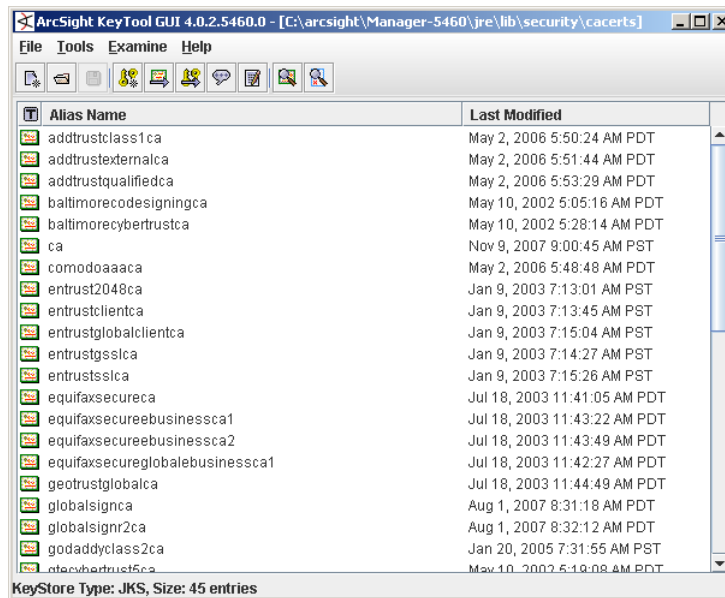 ArcSight KeyTool GUI 4.0.2.5460.0 - [C:\arcsight\Manager-5460\jre\lib\security\cacerts]
File Tools Examine Help
T Alias Name Last Modified
addtrustclass1ca May 2, 2006 5:50:24 AM PDT
addtrustexternalca May 2, 2006 5:51:44 AM PDT
addtrustqualifiedca May 2, 2006 5:53:29 AM PDT
baltimorecodesigningca May 10, 2002 5:05:16 AM PDT
baltimorecybertrustca May 10, 2002 5:28:14 AM PDT
ca Nov 9, 2007 9:00:45 AM PST
comodoaaaca May 2, 2006 5:48:48 AM PDT
entrust2048ca Jan 9, 2003 7:13:01 AM PST
entrustclientca Jan 9, 2003 7:13:45 AM PST
entrustglobalclientca Jan 9, 2003 7:15:04 AM PST
entrustgsslca Jan 9, 2003 7:14:27 AM PST
entrustsslca Jan 9, 2003 7:15:26 AM PST
equifaxsecureca Jul 18, 2003 11:41:05 AM PDT
equifaxsecureebusinessca1 Jul 18, 2003 11:43:22 AM PDT
equifaxsecureebusinessca2 Jul 18, 2003 11:43:49 AM PDT
equifaxsecureglobalebusinessca1 Jul 18, 2003 11:42:27 AM PDT
geotrustglobalca Jul 18, 2003 11:44:49 AM PDT
globalsignca Aug 1, 2007 8:31:18 AM PDT
globalsignr2ca Aug 1, 2007 8:32:12 AM PDT
godaddyclass2ca Jan 20, 2005 7:31:55 AM PST
gtecybertrust5ca May 10, 2002 5:19:08 AM PDT
KeyStore Type: JKS, Size: 45 entries